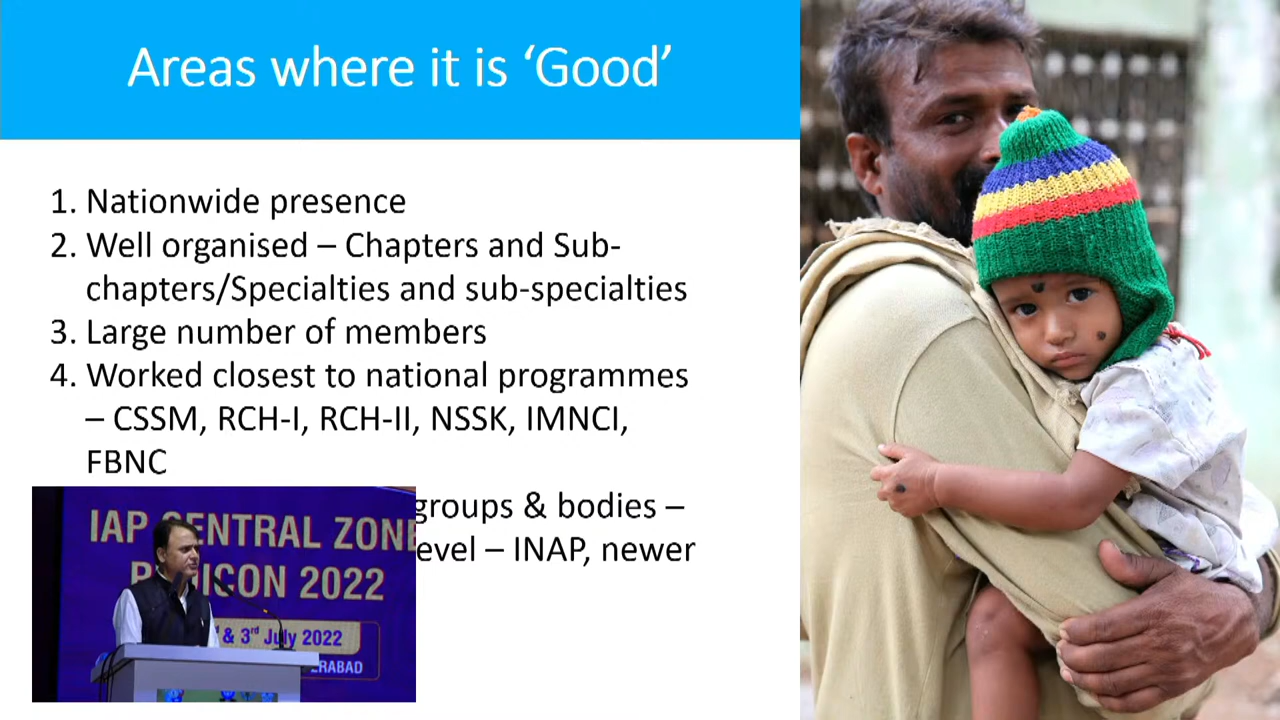 Areas where it is ‘Good’
1. Nationwide presence
2. Well organised – Chapters and Sub-
chapters/Specialties and sub-specialties
3. Large number of members
4. Worked closest to national programmes
– CSSM, RCH-I, RCH-II, NSSK, IMNCI,
FBNC
groups & bodies –
evel – INAP, newer
IAP CENTRAL ZONE
2022
& 3rd July 2022
ERABAD